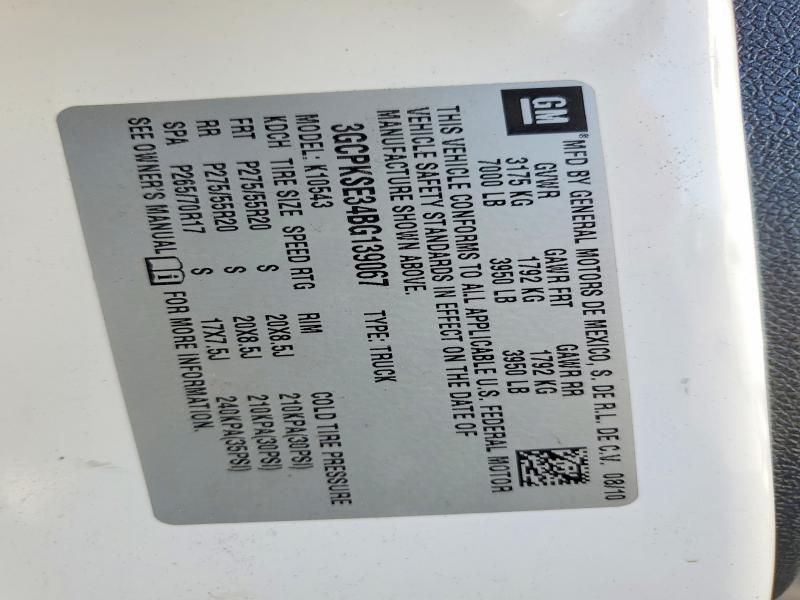 GM
®MFD BY GENERAL MOTORS DE MEXICO, S. DE R.L. DE C.V. 08/10
GVWR GAWR FRT GAWR RR
3175 KG 1792 KG 1792 KG
7000 LB 3950 LB 3950 LB
THIS VEHICLE CONFORMS TO ALL APPLICABLE U.S. FEDERAL MOTOR
VEHICLE SAFETY STANDARDS IN EFFECT ON THE DATE OF
MANUFACTURE SHOWN ABOVE.
3GCPKSE34BG139067 TYPE: TRUCK
MODEL: K10543
KDCH TIRE SIZE SPEED RTG RIM COLD TIRE PRESSURE
FRT P275/55R20 S 20X8.5J 210KPA(30PSI)
RR P275/55R20 S 20X8.5J 210KPA(30PSI)
SPA P265/70R17 S 17X7.5J 240KPA(35PSI)
SEE OWNER'S MANUAL FOR MORE INFORMATION.